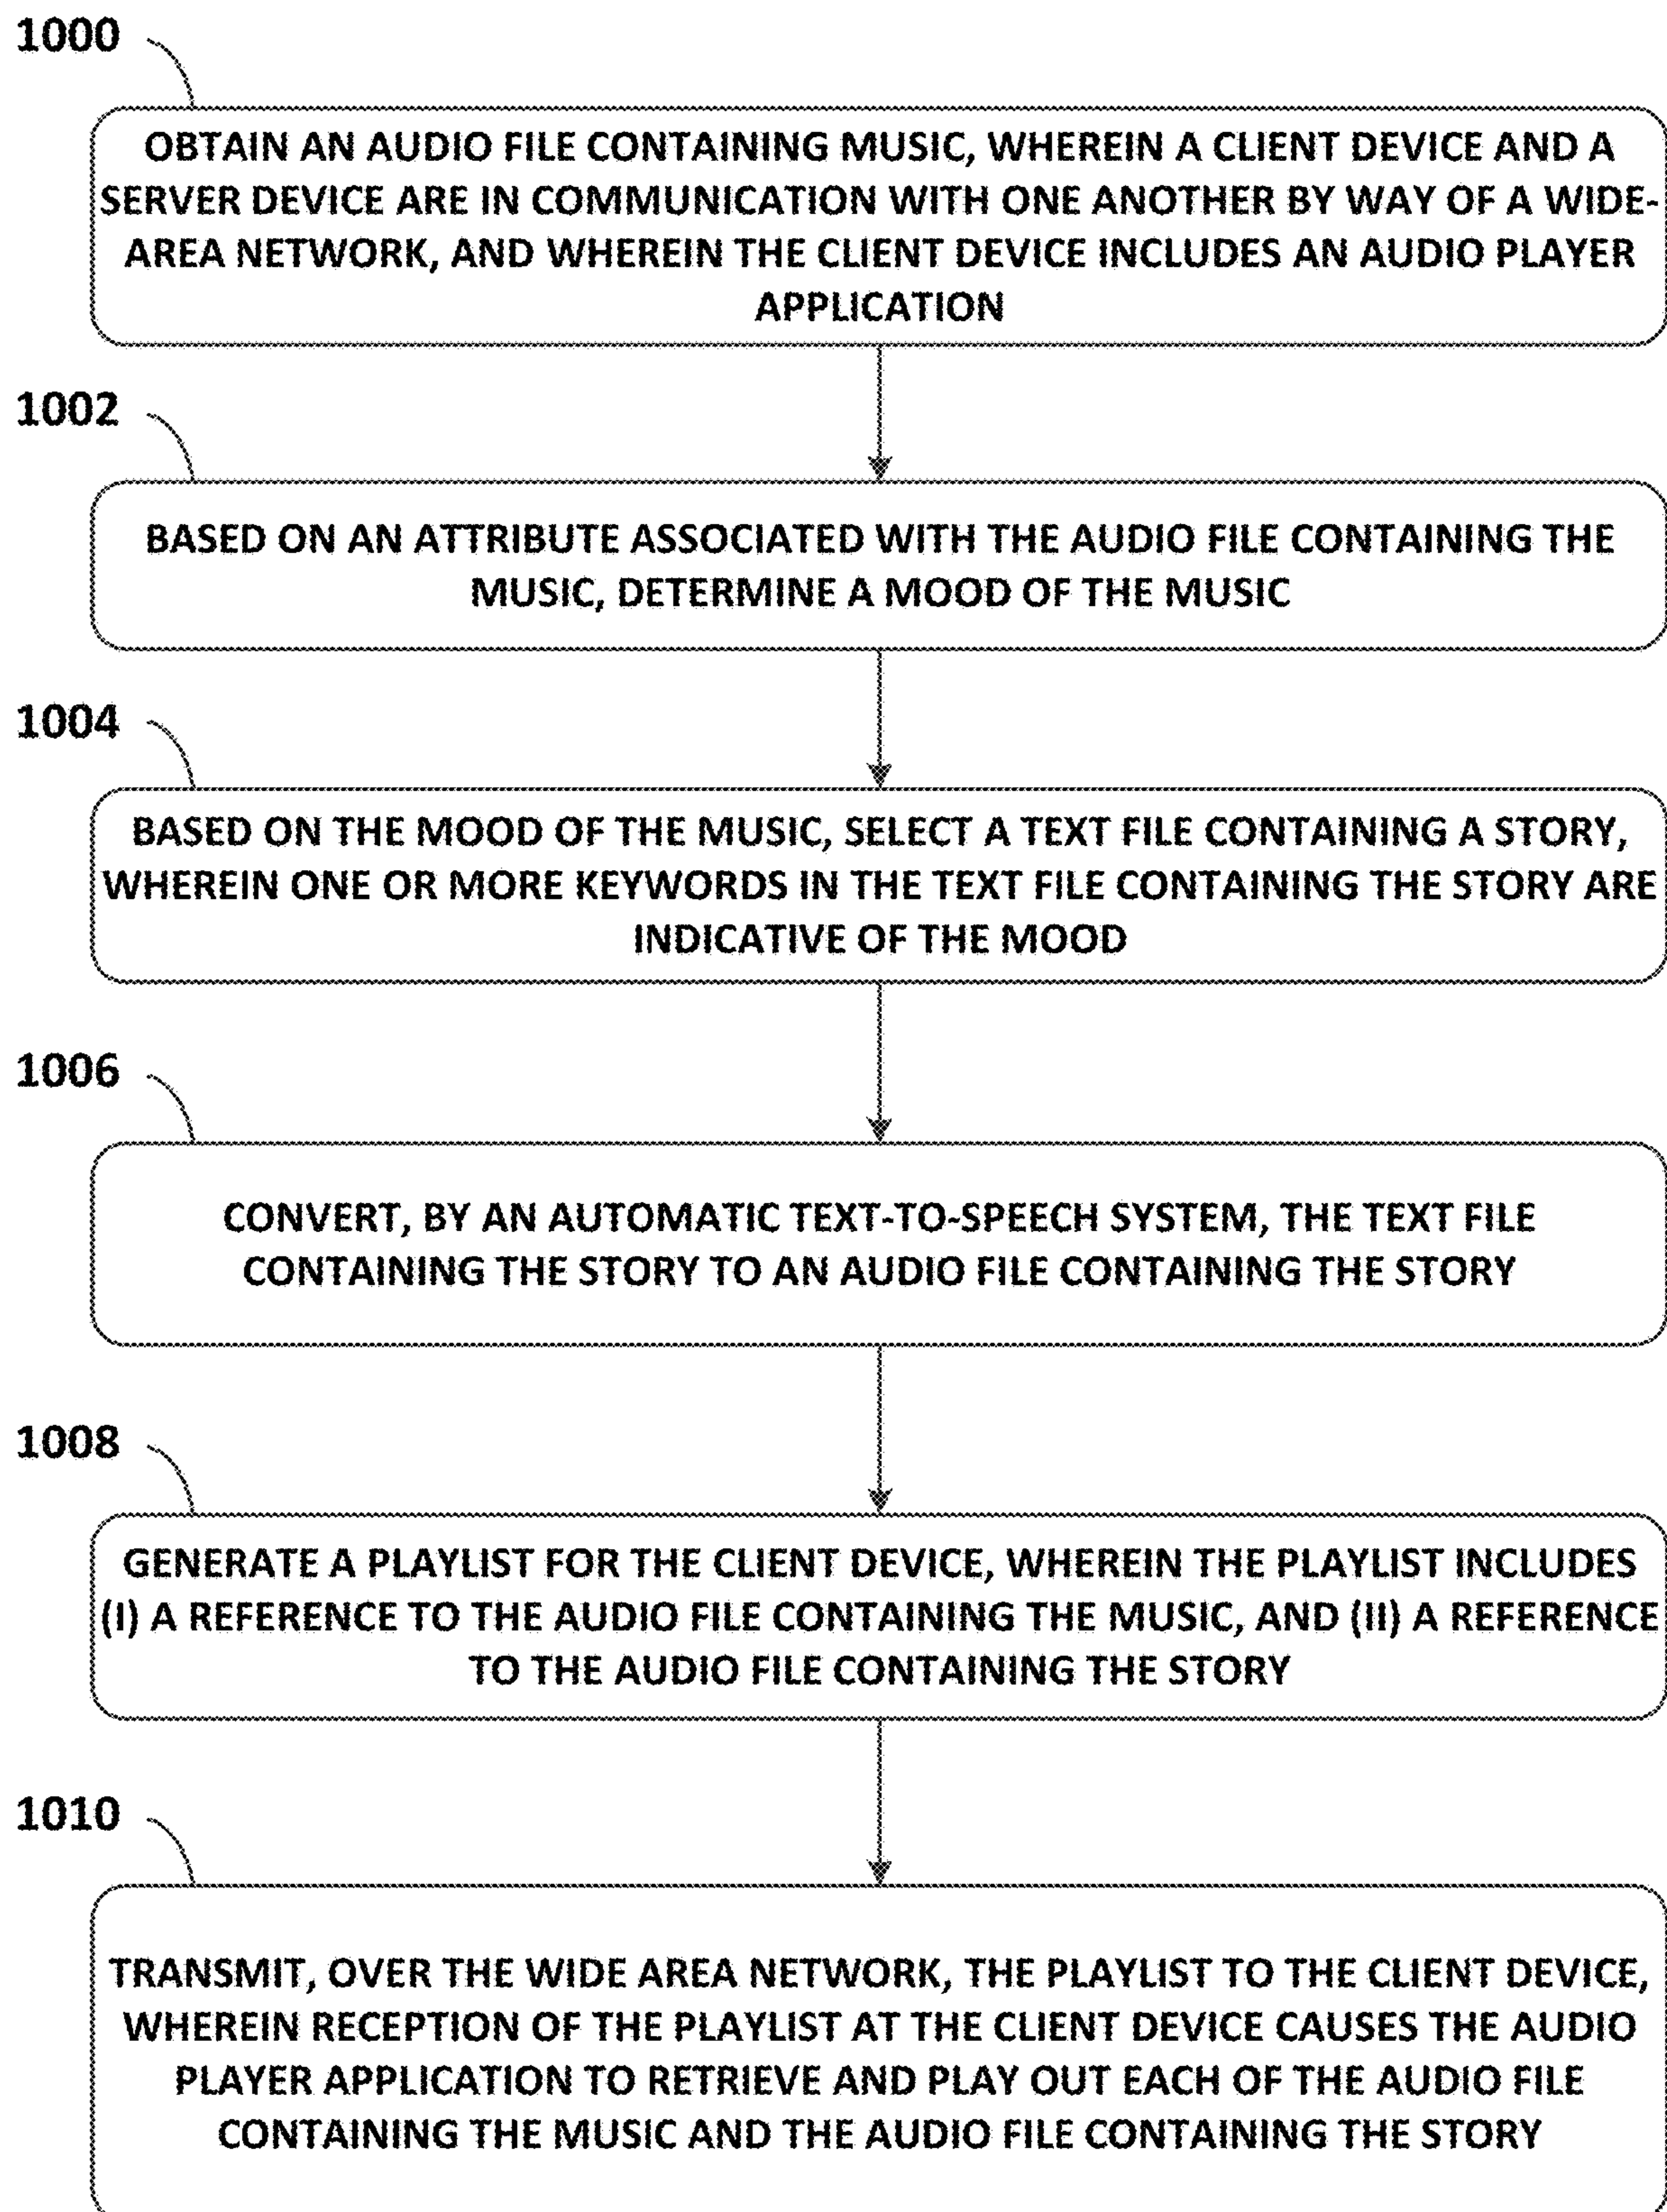 1000
OBTAIN AN AUDIO FILE CONTAINING MUSIC, WHEREIN A CLIENT DEVICE AND A
SERVER DEVICE ARE IN COMMUNICATION WITH ONE ANOTHER BY WAY OF A WIDE-
AREA NETWORK, AND WHEREIN THE CLIENT DEVICE INCLUDES AN AUDIO PLAYER
APPLICATION
1002
BASED ON AN ATTRIBUTE ASSOCIATED WITH THE AUDIO FILE CONTAINING THE
MUSIC, DETERMINE A MOOD OF THE MUSIC
1004
BASED ON THE MOOD OF THE MUSIC, SELECT A TEXT FILE CONTAINING A STORY,
WHEREIN ONE OR MORE KEYWORDS IN THE TEXT FILE CONTAINING THE STORY ARE
INDICATIVE OF THE MOOD
1006
CONVERT, BY AN AUTOMATIC TEXT-TO-SPEECH SYSTEM, THE TEXT FILE
CONTAINING THE STORY TO AN AUDIO FILE CONTAINING THE STORY
1008
GENERATE A PLAYLIST FOR THE CLIENT DEVICE, WHEREIN THE PLAYLIST INCLUDES
(I) A REFERENCE TO THE AUDIO FILE CONTAINING THE MUSIC, AND (II) A REFERENCE
TO THE AUDIO FILE CONTAINING THE STORY
1010
TRANSMIT, OVER THE WIDE AREA NETWORK, THE PLAYLIST TO THE CLIENT DEVICE,
WHEREIN RECEPTION OF THE PLAYLIST AT THE CLIENT DEVICE CAUSES THE AUDIO
PLAYER APPLICATION TO RETRIEVE AND PLAY OUT EACH OF THE AUDIO FILE
CONTAINING THE MUSIC AND THE AUDIO FILE CONTAINING THE STORY